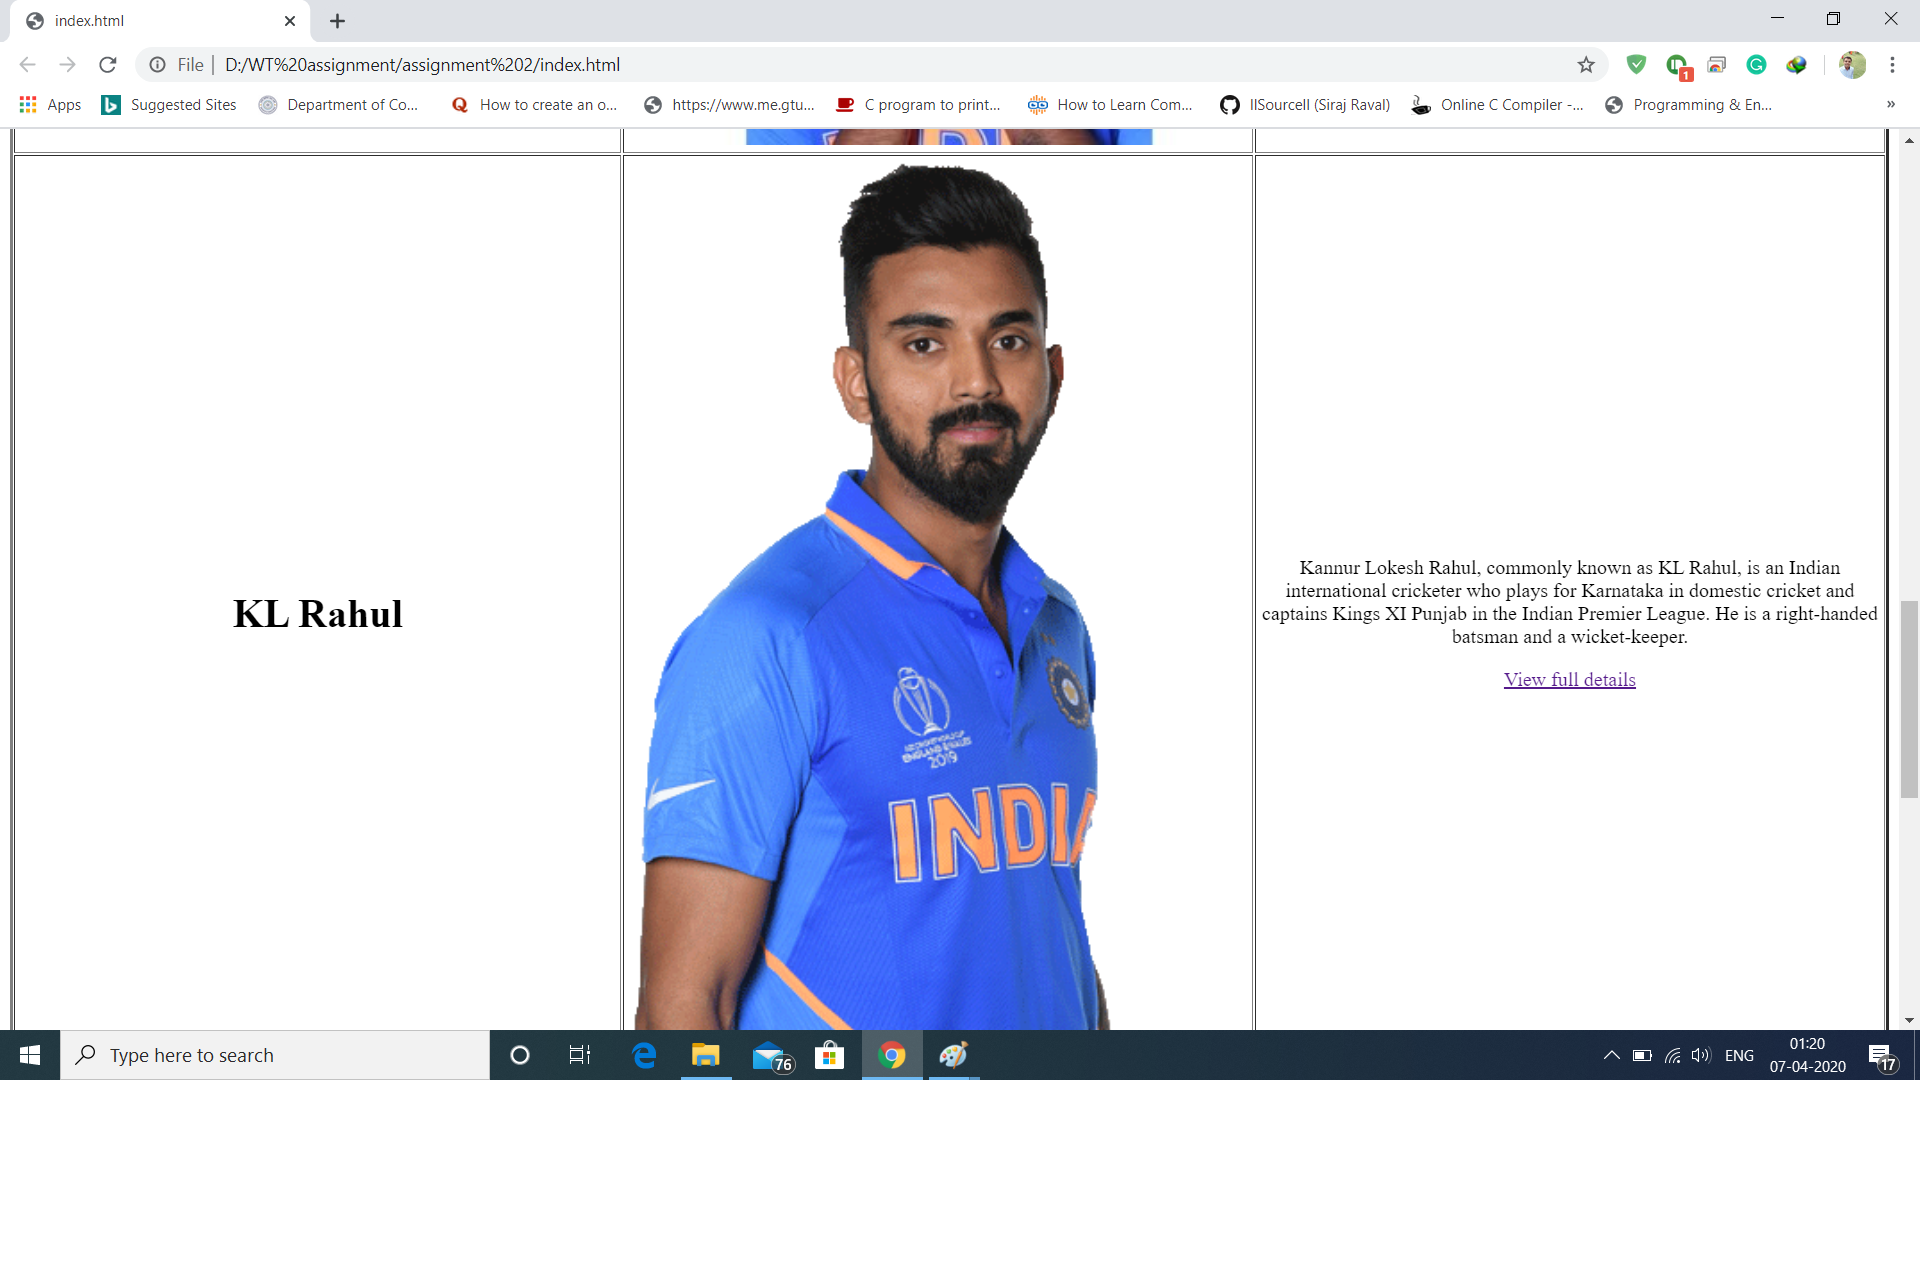 index.html
File
D:/WT%20assignment/assignment%202/index.html
1
Apps
Suggested Sites
Department of Co...
How to create an o...
https://www.me.gtu...
C program to print...
How to Learn Com...
llSourcell (Siraj Raval)
Online C Compiler -...
Programming & En...
»
KL Rahul
ENGLAND & WALES
2019
INDIA
Kannur Lokesh Rahul, commonly known as KL Rahul, is an Indian
international cricketer who plays for Karnataka in domestic cricket and
captains Kings XI Punjab in the Indian Premier League. He is a right-handed
batsman and a wicket-keeper.
View full details
Type here to search
76
ENG
01:20
07-04-2020
17